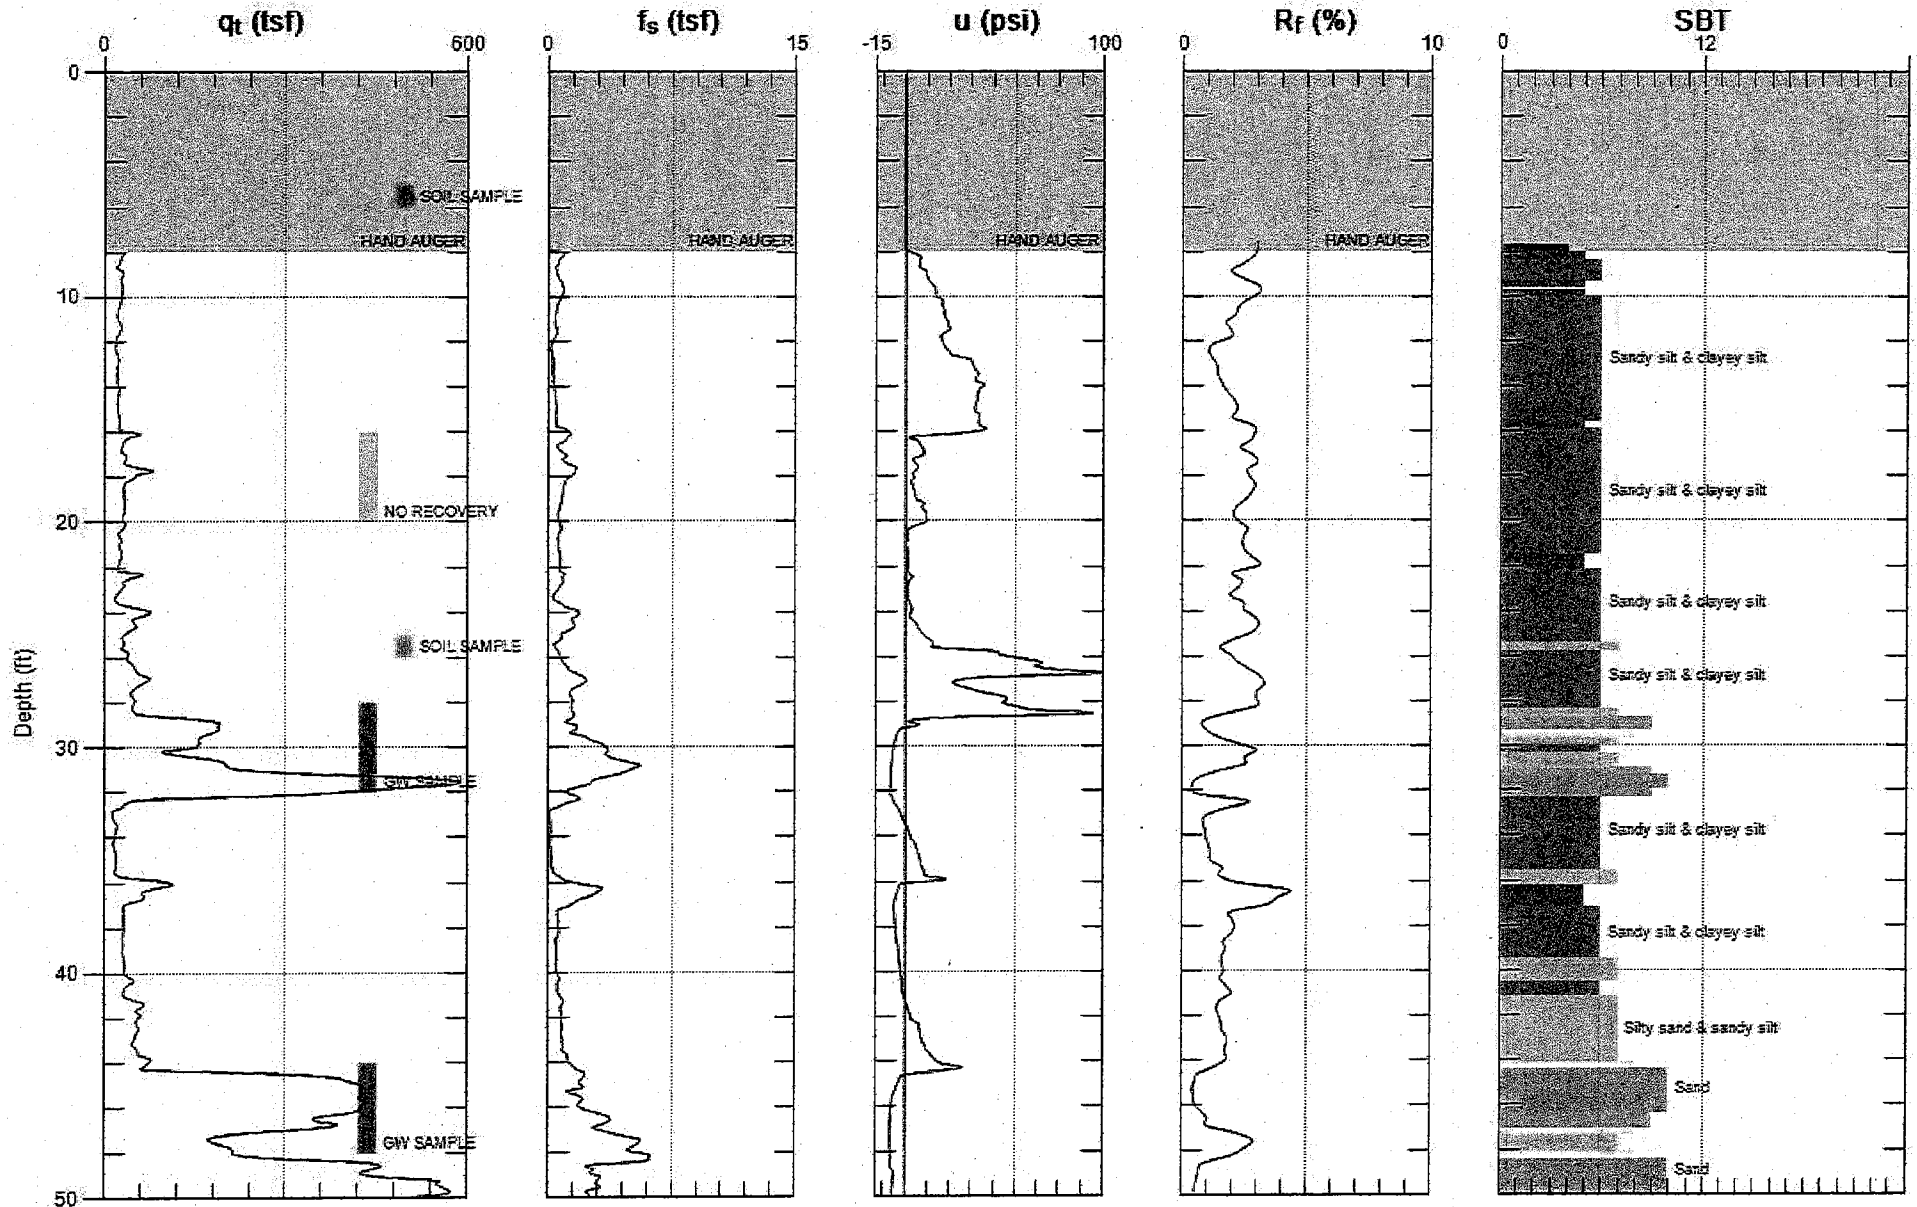 qt (tsf) fs (tsf) u (psi) Rf (%) SBT
0 600 0 15 -15 100 0 10 0 12
0
SOIL SAMPLE
HAND AUGER HAND AUGER HAND AUGER HAND AUGER
10
Sandy silt & clayey silt
Sandy silt & clayey silt
NO RECOVERY
20
Sandy silt & clayey silt
SOIL SAMPLE
Sandy silt & clayey silt
Depth (ft)
30
GW SAMPLE
Sandy silt & clayey silt
Sandy silt & clayey silt
40
Silty sand & sandy silt
Sand
GW SAMPLE
Sand
50